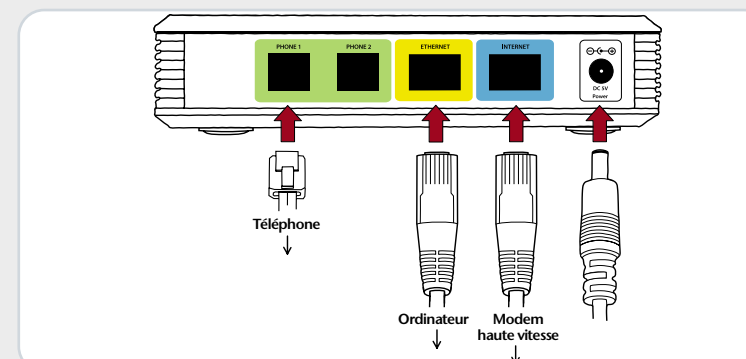 PHONE 1
PHONE 2
ETHERNET
INTERNET
DC 5V
Power
Téléphone
Ordinateur
Modem
haute vitesse